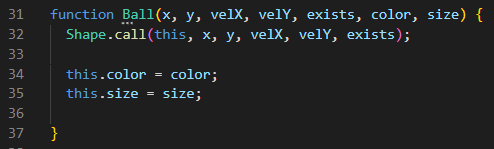 31 function Ball(x, y, velX, velY, exists, color, size) {
32 Shape.call(this, x, y, velX, velY, exists);
33
34 this.color = color;
35 this.size = size;
36
37 }